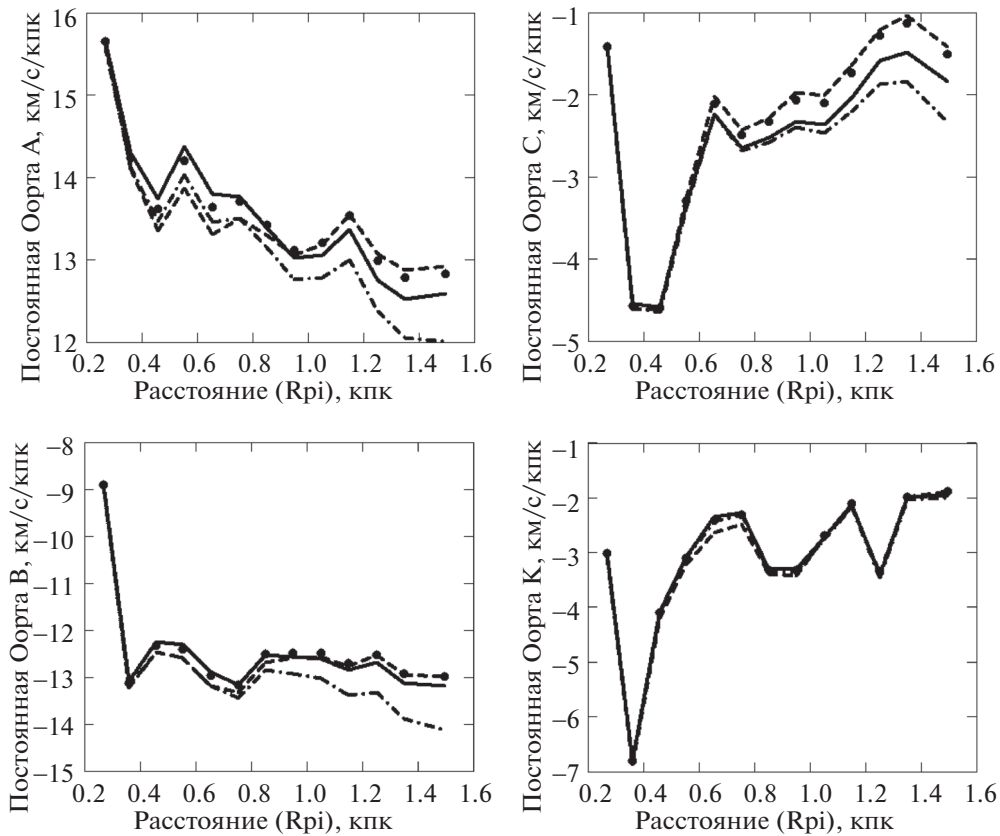 Постоянная Оорта A, км/с/кпк
16
15
14
13
12
0.2 0.4 0.6 0.8 1.0 1.2 1.4 1.6
Расстояние (Rpi), кпк
Постоянная Оорта C, км/с/кпк
−1
−2
−3
−4
−5
0.2 0.4 0.6 0.8 1.0 1.2 1.4 1.6
Расстояние (Rpi), кпк
Постоянная Оорта B, км/с/кпк
−8
−9
−10
−11
−12
−13
−14
−15
0.2 0.4 0.6 0.8 1.0 1.2 1.4 1.6
Расстояние (Rpi), кпк
Постоянная Оорта K, км/с/кпк
−1
−2
−3
−4
−5
−6
−7
0.2 0.4 0.6 0.8 1.0 1.2 1.4 1.6
Расстояние (Rpi), кпк